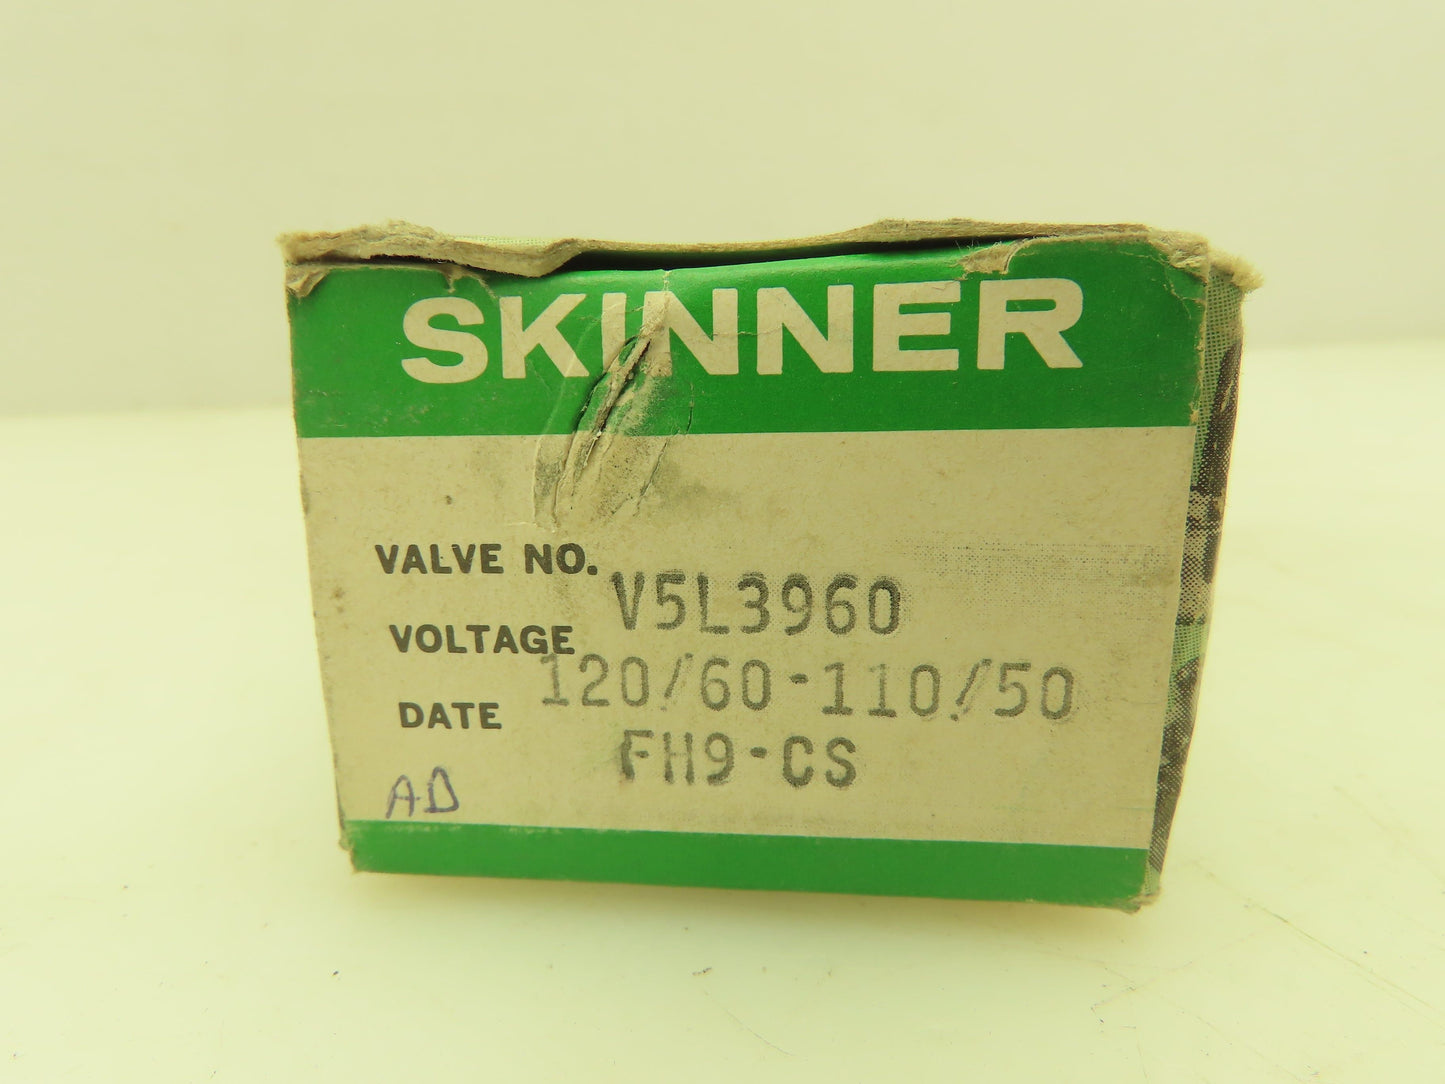 SKINNER
VALVE NO. V5L3960
VOLTAGE 120/60-110/50
DATE FH9-CS
AD